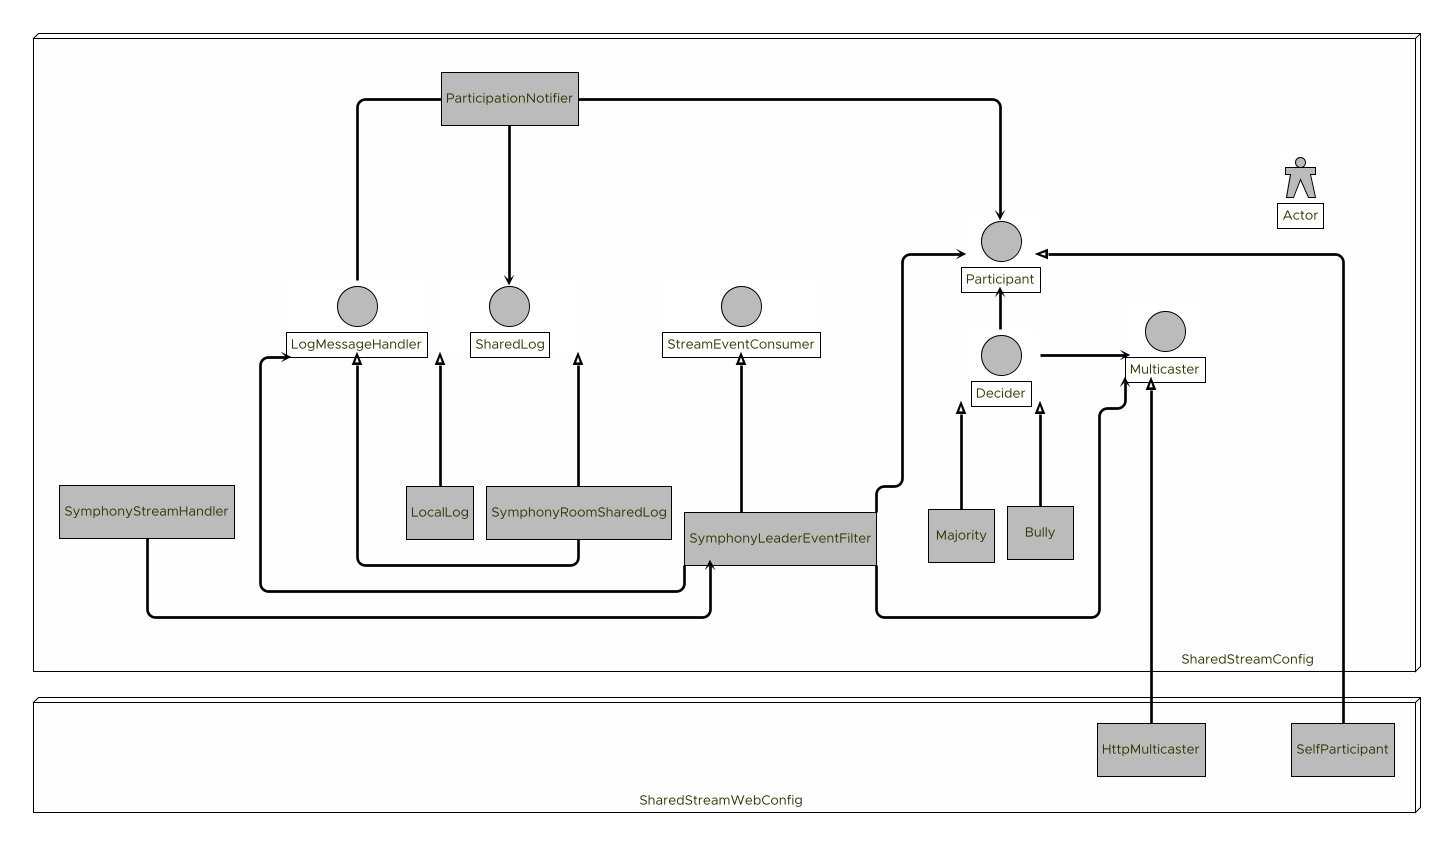 ParticipationNotifier
Actor
Participant
LogMessageHandler
SharedLog
StreamEventConsumer
Multicaster
Decider
SymphonyStreamHandler
LocalLog
SymphonyRoomSharedLog
SymphonyLeaderEventFilter
Majority
Bully
SharedStreamConfig
HttpMulticaster
SelfParticipant
SharedStreamWebConfig